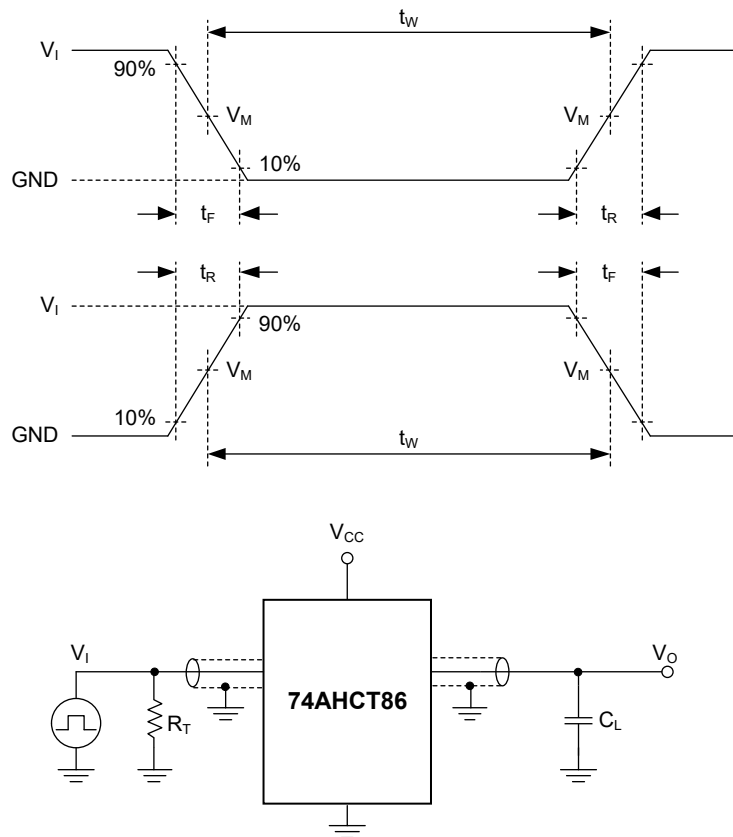 t_W
V_I
90%
V_M
V_M
10%
GND
t_F
t_R
t_R
t_F
V_I
90%
V_M
V_M
10%
GND
t_W
V_CC
V_I
V_O
74AHCT86
R_T
C_L